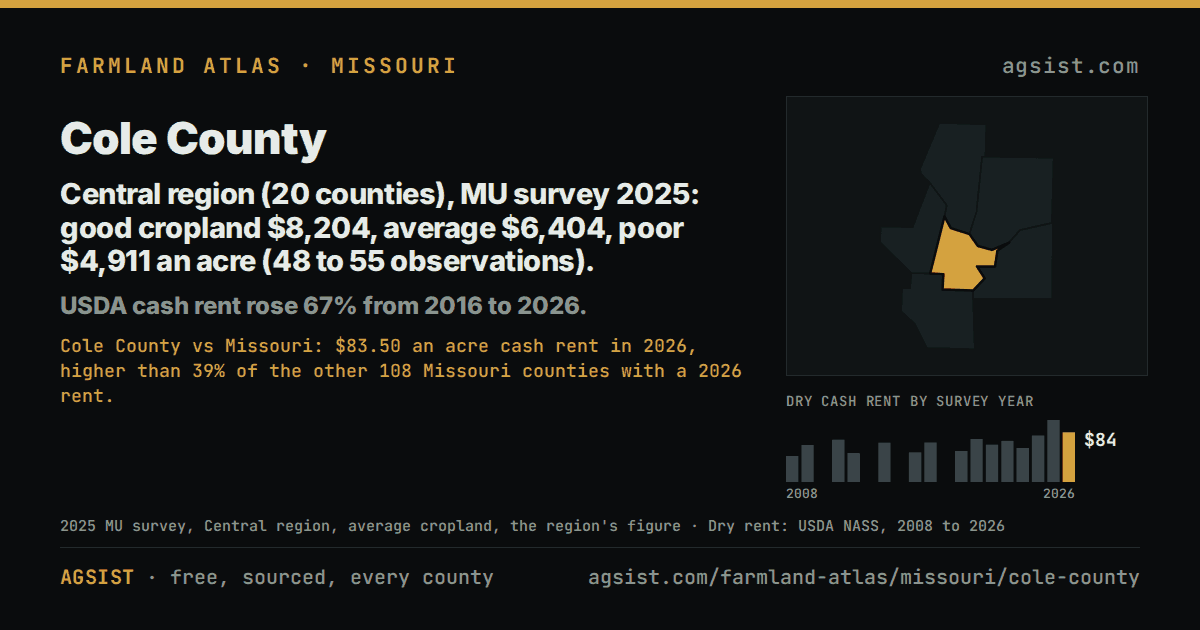 FARMLAND ATLAS · MISSOURI
agsist.com
Cole County
Central region (20 counties), MU survey 2025:
good cropland $8,204, average $6,404, poor
$4,911 an acre (48 to 55 observations).
USDA cash rent rose 67% from 2016 to 2026.
Cole County vs Missouri: $83.50 an acre cash rent in 2026,
higher than 39% of the other 108 Missouri counties with a 2026
rent.
DRY CASH RENT BY SURVEY YEAR
$84
2008 2026
2025 MU survey, Central region, average cropland, the region's figure · Dry rent: USDA NASS, 2008 to 2026
AGSIST · free, sourced, every county
agsist.com/farmland-atlas/missouri/cole-county